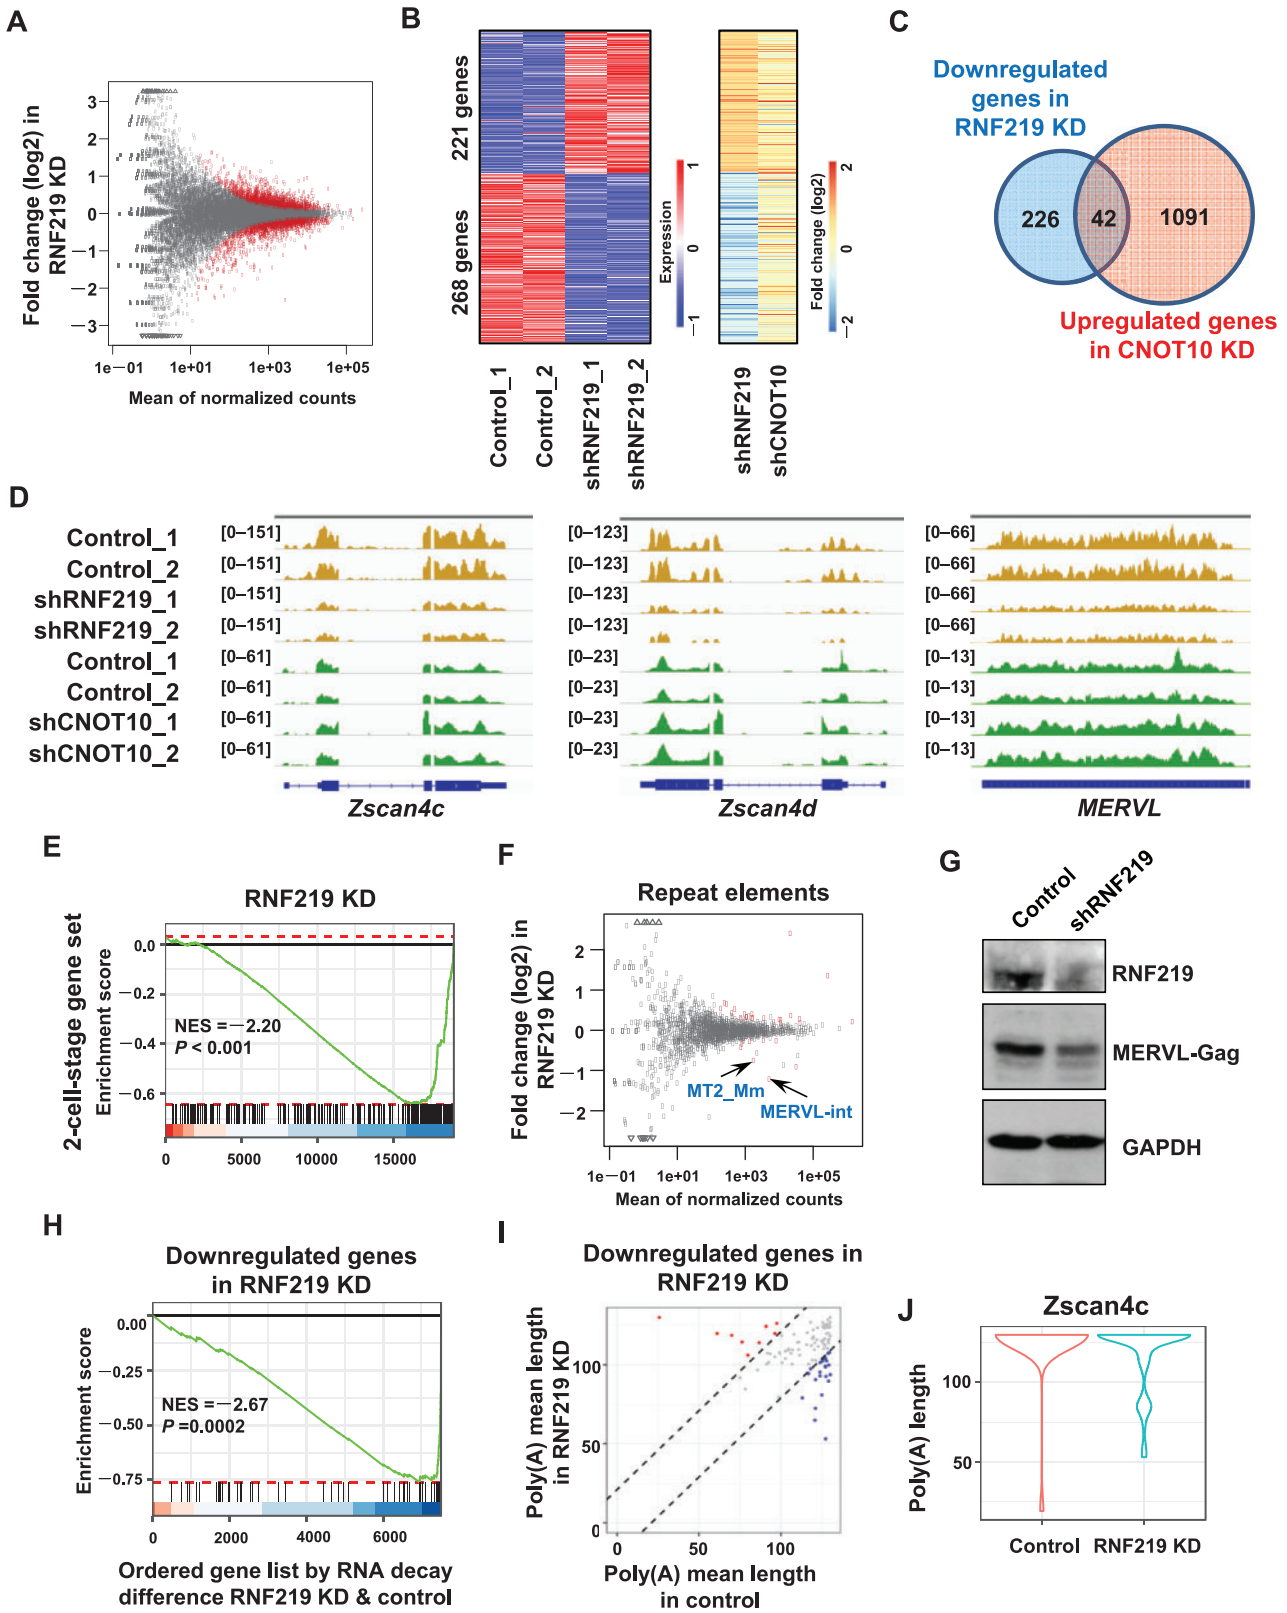 A
Fold change (log2) in
RNF219 KD
3
2
1
0
−1
−2
−3
1e−01
1e+01
1e+03
1e+05
Mean of normalized counts
B
221 genes
268 genes
Control_1
Control_2
shRNF219_1
shRNF219_2
Expression
1
0
−1
shRNF219
shCNOT10
Fold change (log2)
2
0
−2
C
Downregulated
genes in
RNF219 KD
226
42
1091
Upregulated genes
in CNOT10 KD
D
Control_1
[0−151]
[0−123]
[0−66]
Control_2
[0−151]
[0−123]
[0−66]
shRNF219_1
[0−151]
[0−123]
[0−66]
shRNF219_2
[0−151]
[0−123]
[0−66]
Control_1
[0−61]
[0−23]
[0−13]
Control_2
[0−61]
[0−23]
[0−13]
shCNOT10_1
[0−61]
[0−23]
[0−13]
shCNOT10_2
[0−61]
[0−23]
[0−13]
Zscan4c
Zscan4d
MERVL
E
RNF219 KD
2-cell-stage gene set
Enrichment score
0.0
−0.2
−0.4
−0.6
NES =−2.20
P < 0.001
0
5000
10000
15000
F
Repeat elements
Fold change (log2) in
RNF219 KD
2
1
0
−1
−2
MT2_Mm
MERVL-int
1e−01
1e+01
1e+03
1e+05
Mean of normalized counts
G
Control
shRNF219
RNF219
MERVL-Gag
GAPDH
H
Downregulated genes
in RNF219 KD
Enrichment score
0.00
−0.25
−0.50
−0.75
NES =−2.67
P =0.0002
0
2000
4000
6000
Ordered gene list by RNA decay
difference RNF219 KD & control
I
Downregulated genes in
RNF219 KD
Poly(A) mean length
in RNF219 KD
100
50
0
0
50
100
Poly(A) mean length
in control
J
Zscan4c
Poly(A) length
100
50
Control
RNF219 KD